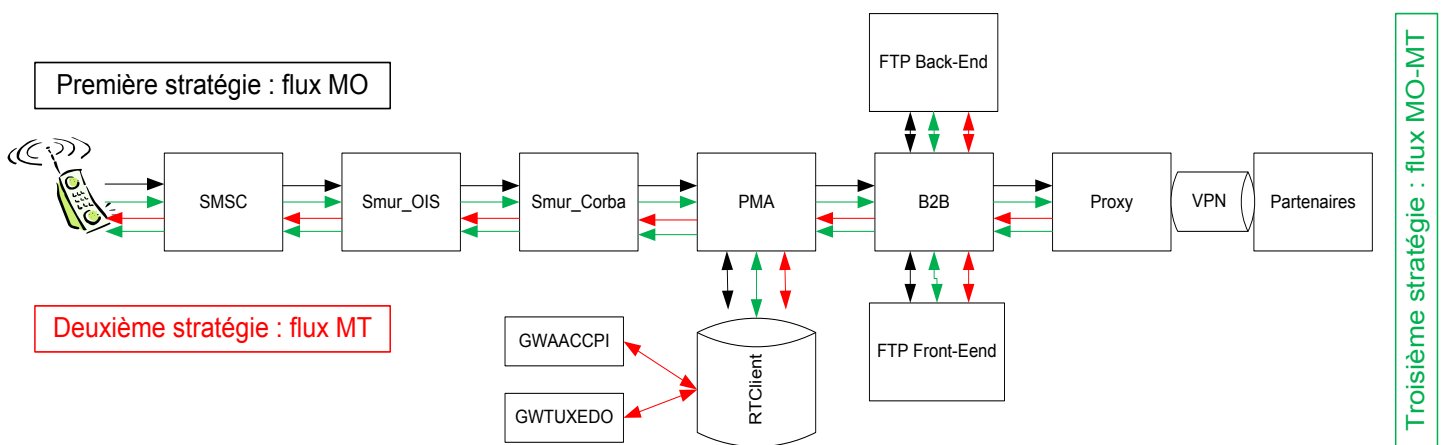 FTP Back-End
Première stratégie : flux MO
SMSC
Smur_OIS
Smur_Corba
PMA
B2B
Proxy
VPN
Partenaires
Deuxième stratégie : flux MT
GWAACCPI
GWTUXEDO
RTClient
FTP Front-Eend
Troisième stratégie : flux MO-MT